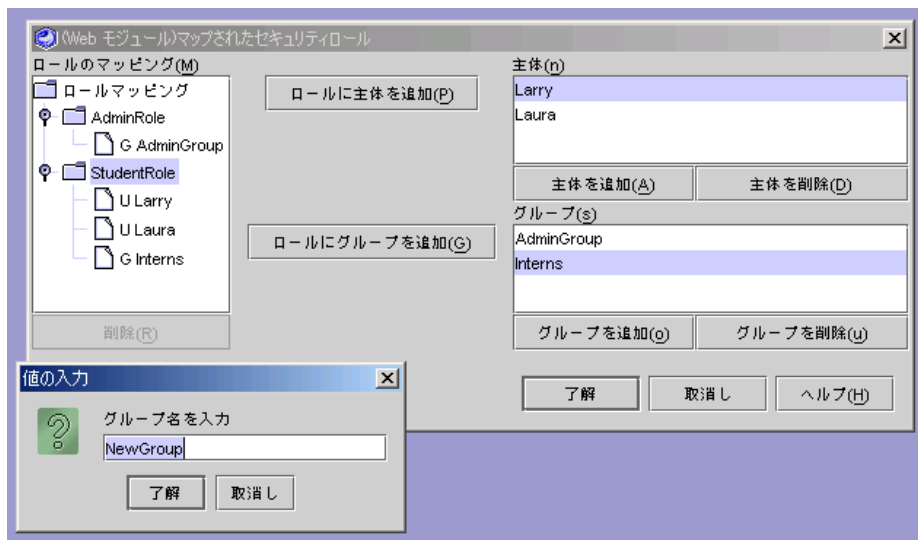 (Web モジュール)マップされたセキュリティロール
ロールのマッピング(M)
ロールマッピング
AdminRole
G AdminGroup
StudentRole
U Larry
U Laura
G Interns
削除(R)
ロールに主体を追加(P)
ロールにグループを追加(G)
主体(n)
Larry
Laura
主体を追加(A)
主体を削除(D)
グループ(s)
AdminGroup
Interns
グループを追加(o)
グループを削除(u)
了解
取消し
ヘルプ(H)
値の入力
グループ名を入力
NewGroup
了解
取消し